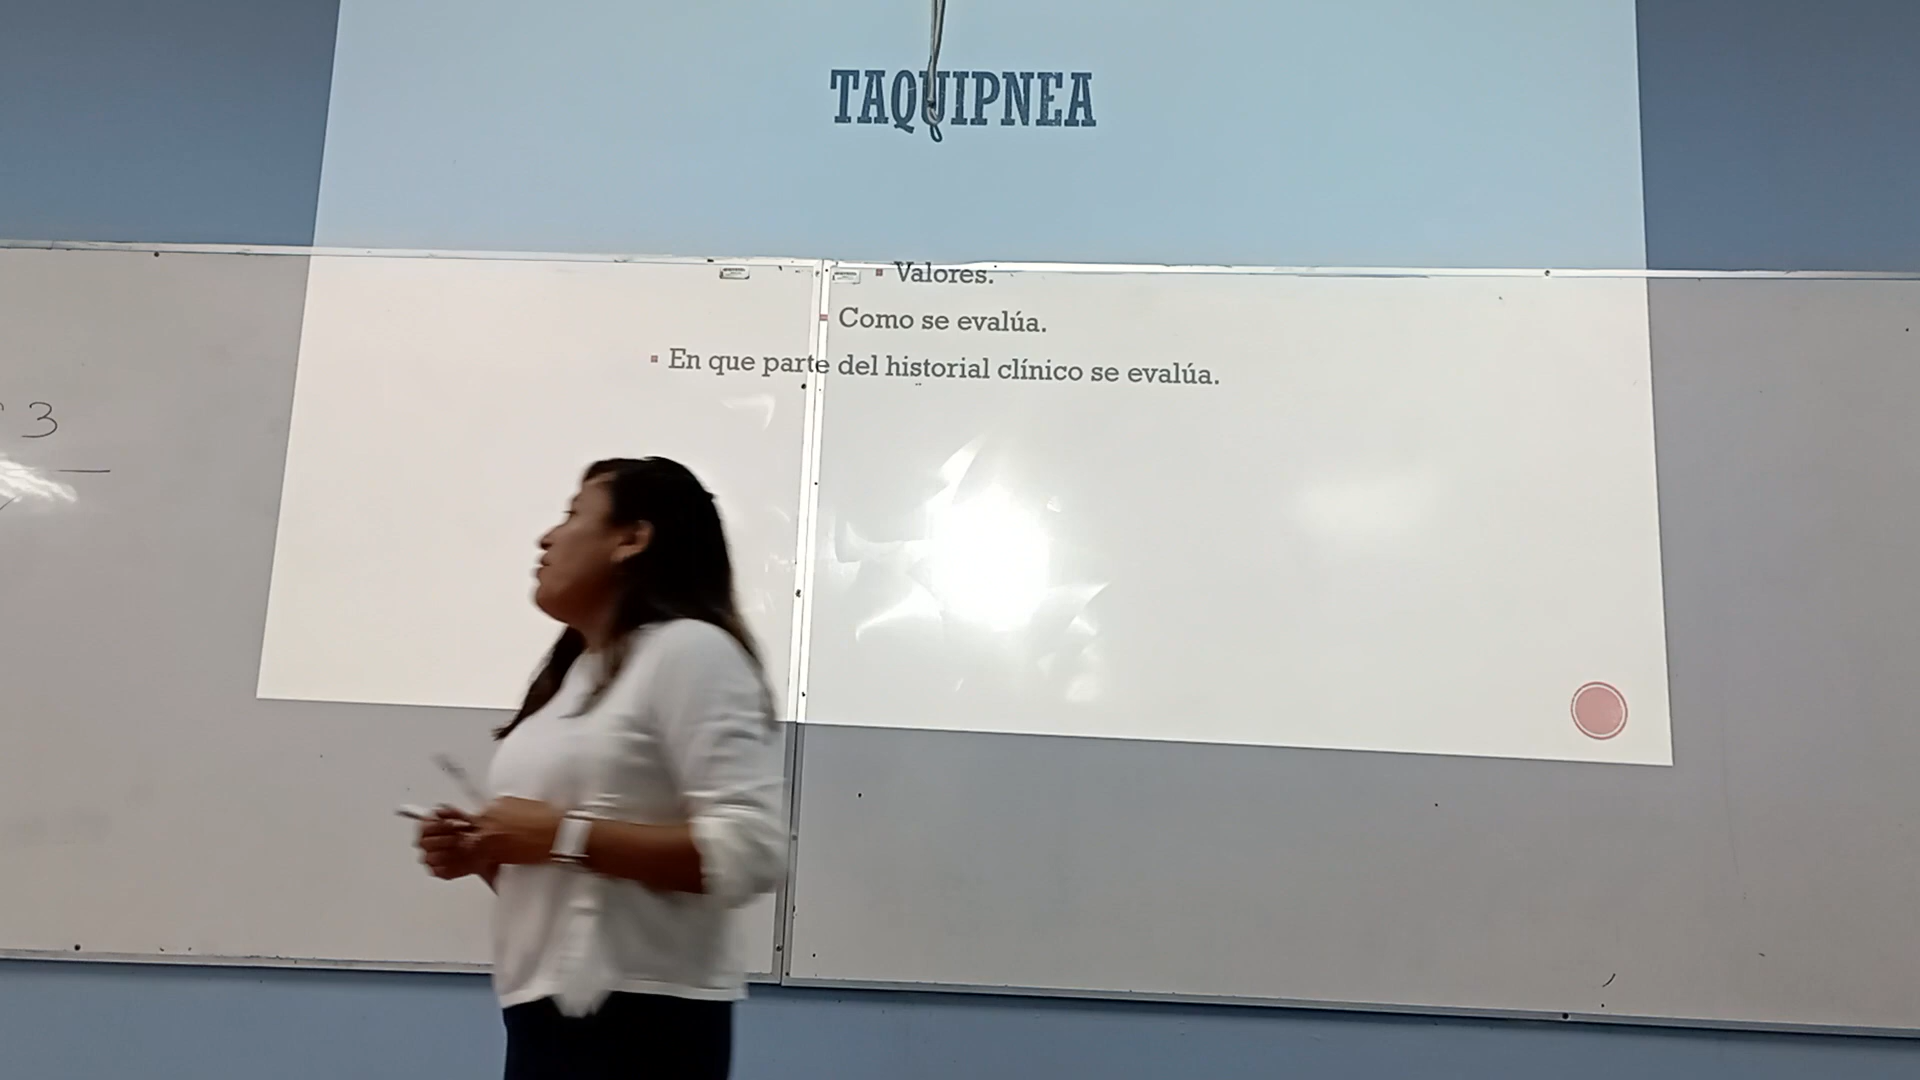 TAQUIPNEA
Valores.
Como se evalúa.
En que parte del historial clínico se evalúa.
3